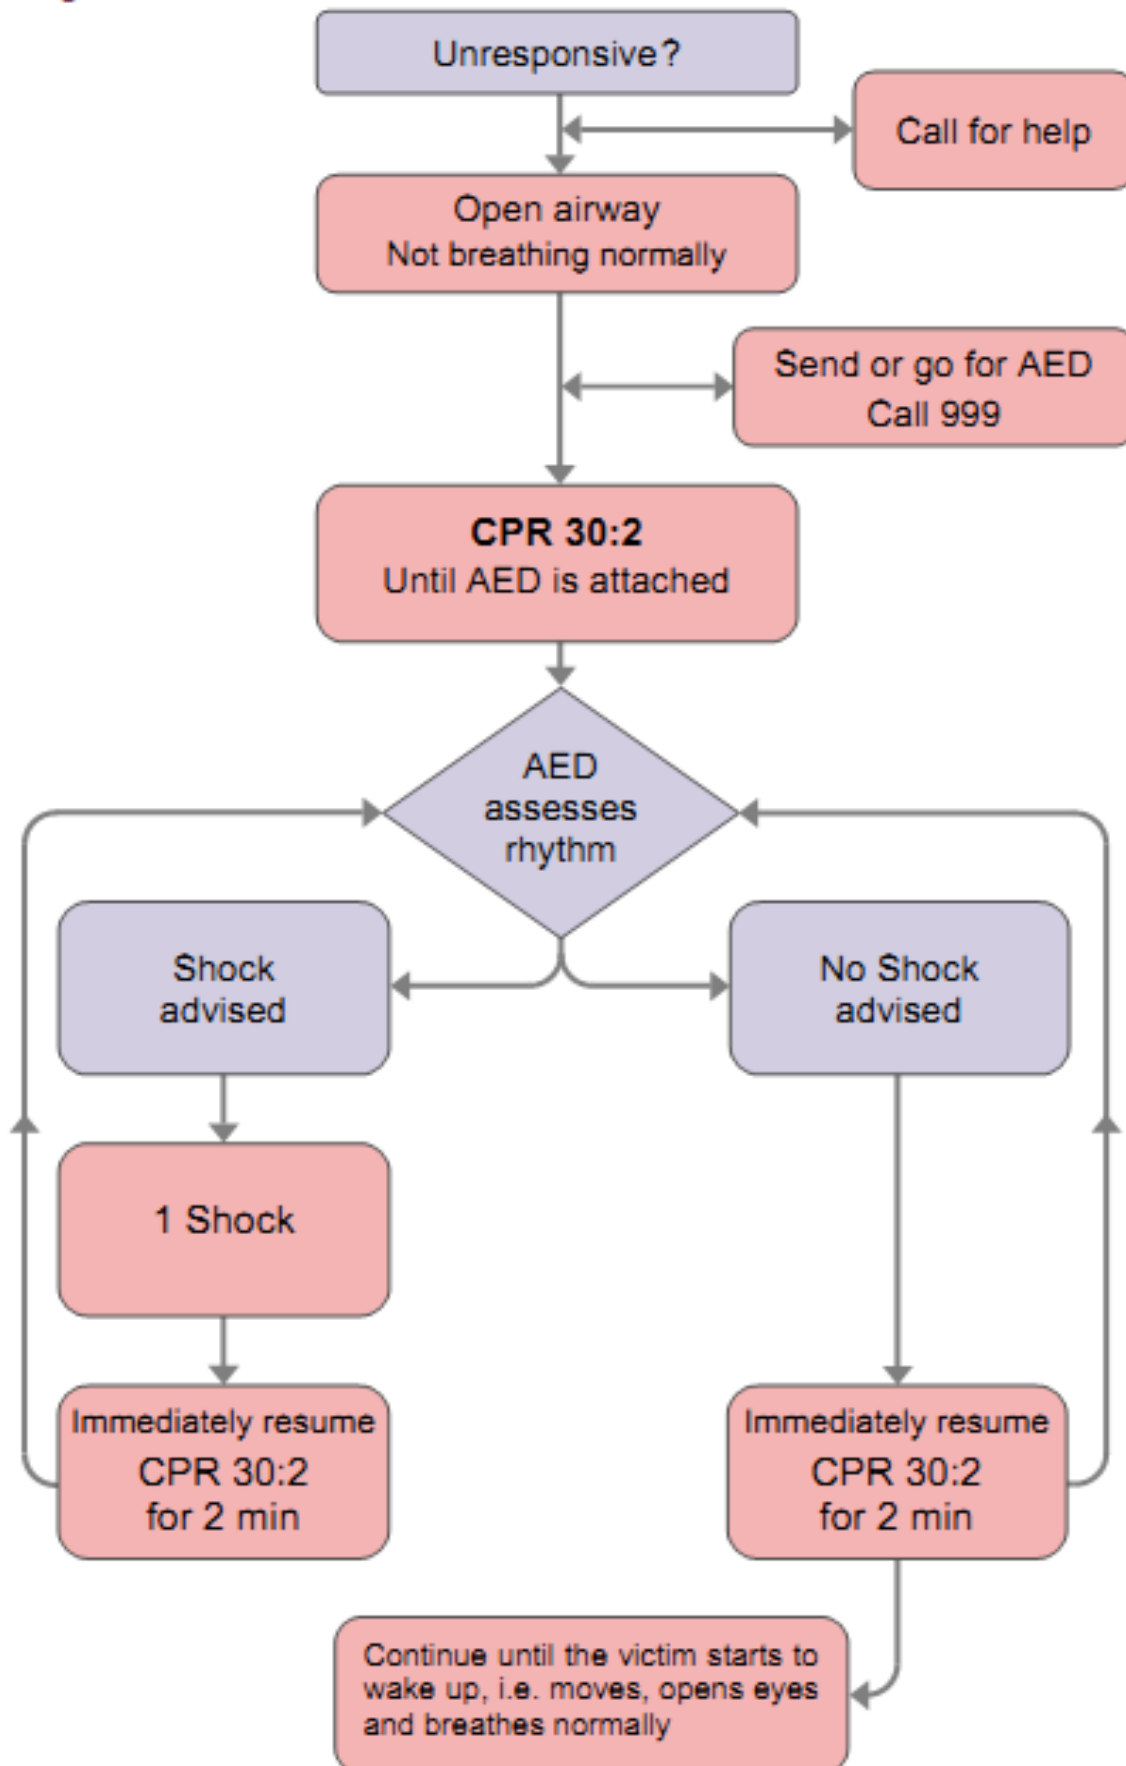 Unresponsive?
Call for help
Open airway
Not breathing normally
Send or go for AED
Call 999
CPR 30:2
Until AED is attached
AED
assesses
rhythm
Shock
advised
No Shock
advised
1 Shock
Immediately resume
CPR 30:2
for 2 min
Immediately resume
CPR 30:2
for 2 min
Continue until the victim starts to
wake up, i.e. moves, opens eyes
and breathes normally